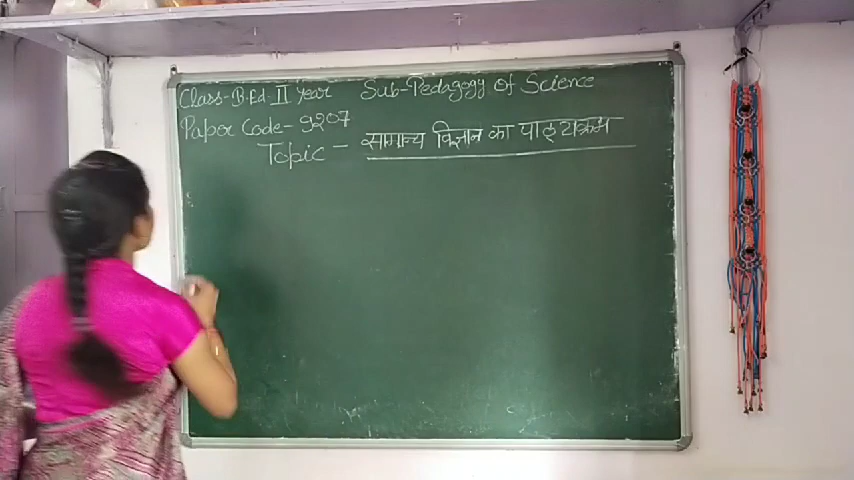 Class-B.Ed-II Year Sub-Pedagogy of Science
Paper Code- 9207
Topic- सामान्य विज्ञान का पाठ्यक्रम